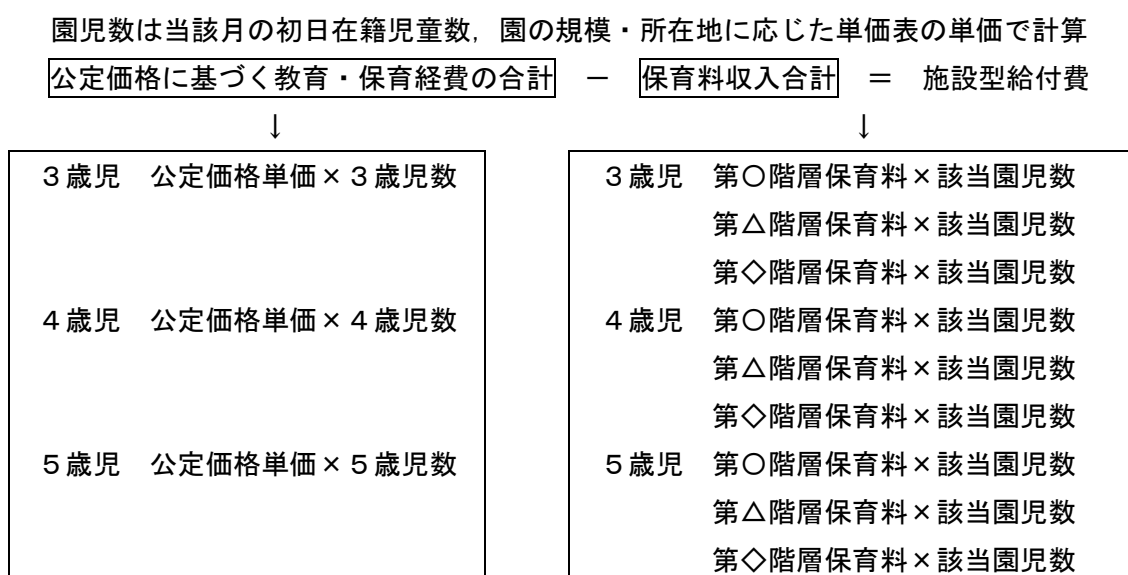 園児数は当該月の初日在籍児童数，園の規模・所在地に応じた単価表の単価で計算
公定価格に基づく教育・保育経費の合計　－　保育料収入合計　＝　施設型給付費
↓　↓
３歳児　公定価格単価×３歳児数
４歳児　公定価格単価×４歳児数
５歳児　公定価格単価×５歳児数
３歳児　第〇階層保育料×該当園児数
第△階層保育料×該当園児数
第◇階層保育料×該当園児数
４歳児　第〇階層保育料×該当園児数
第△階層保育料×該当園児数
第◇階層保育料×該当園児数
５歳児　第〇階層保育料×該当園児数
第△階層保育料×該当園児数
第◇階層保育料×該当園児数